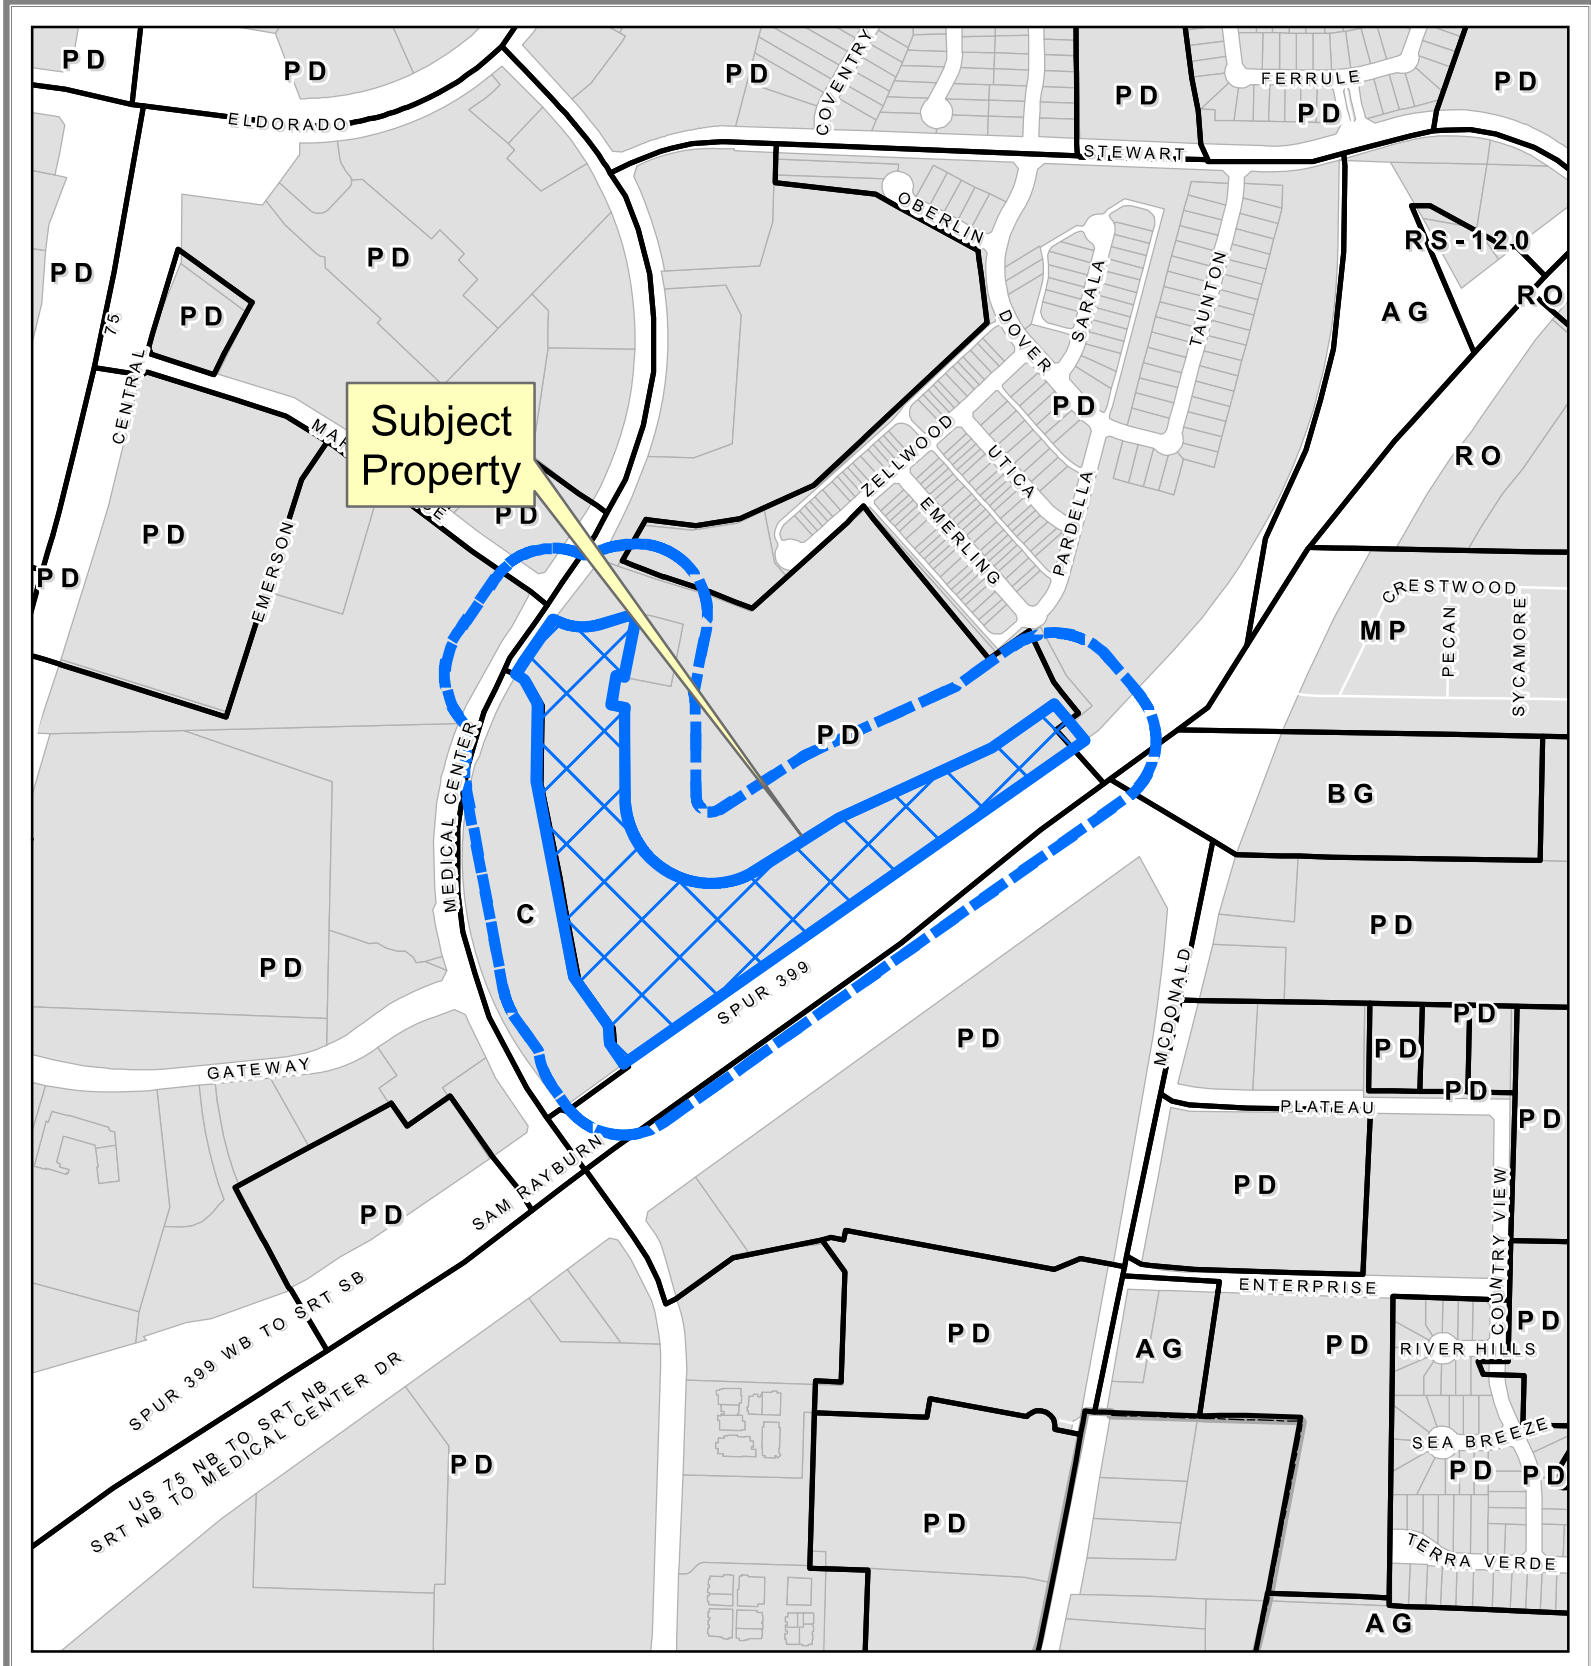 PD
PD
PD
COVENTRY
PD
FERRULE
PD
PD
ELDORADO
STEWART
OBERLIN
RS-120
PD
PD
SARALA
TAUNTON
RO
AG
PD
75
DOVER
CENTRAL
Subject
Property
PD
ZELLWOOD
UTICA
RO
PD
PD
EMERLING
PARDELLA
EMERSON
PD
CRESTWOOD
MP
PECAN
SYCAMORE
PD
MEDICAL CENTER
BG
C
PD
PD
SPUR 399
MCDONALD
PD
PD
PD
GATEWAY
PD
PLATEAU
PD
SAM RAYBURN
PD
PD
COUNTRY VIEW
PD
ENTERPRISE
SPUR 399 WB TO SRT SB
PD
AG
PD
PD
RIVER HILLS
US 75 NB TO SRT NB
SRT NB TO MEDICAL CENTER DR
PD
SEA BREEZE
PD
PD
PD
TERRA VERDE
AG